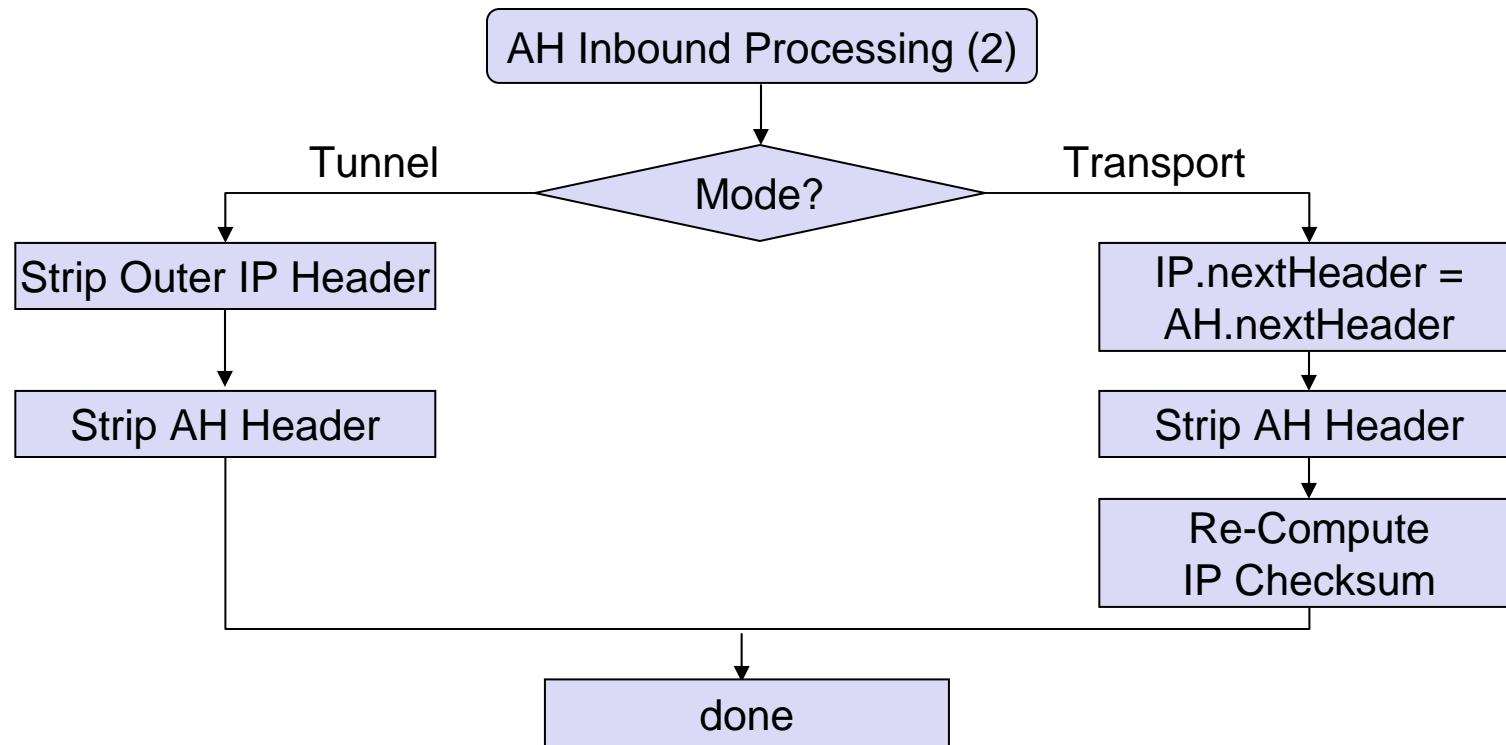 AH Inbound Processing (2)
Tunnel
Mode?
Transport
Strip Outer IP Header
IP.nextHeader =
AH.nextHeader
Strip AH Header
Strip AH Header
Re-Compute
IP Checksum
done